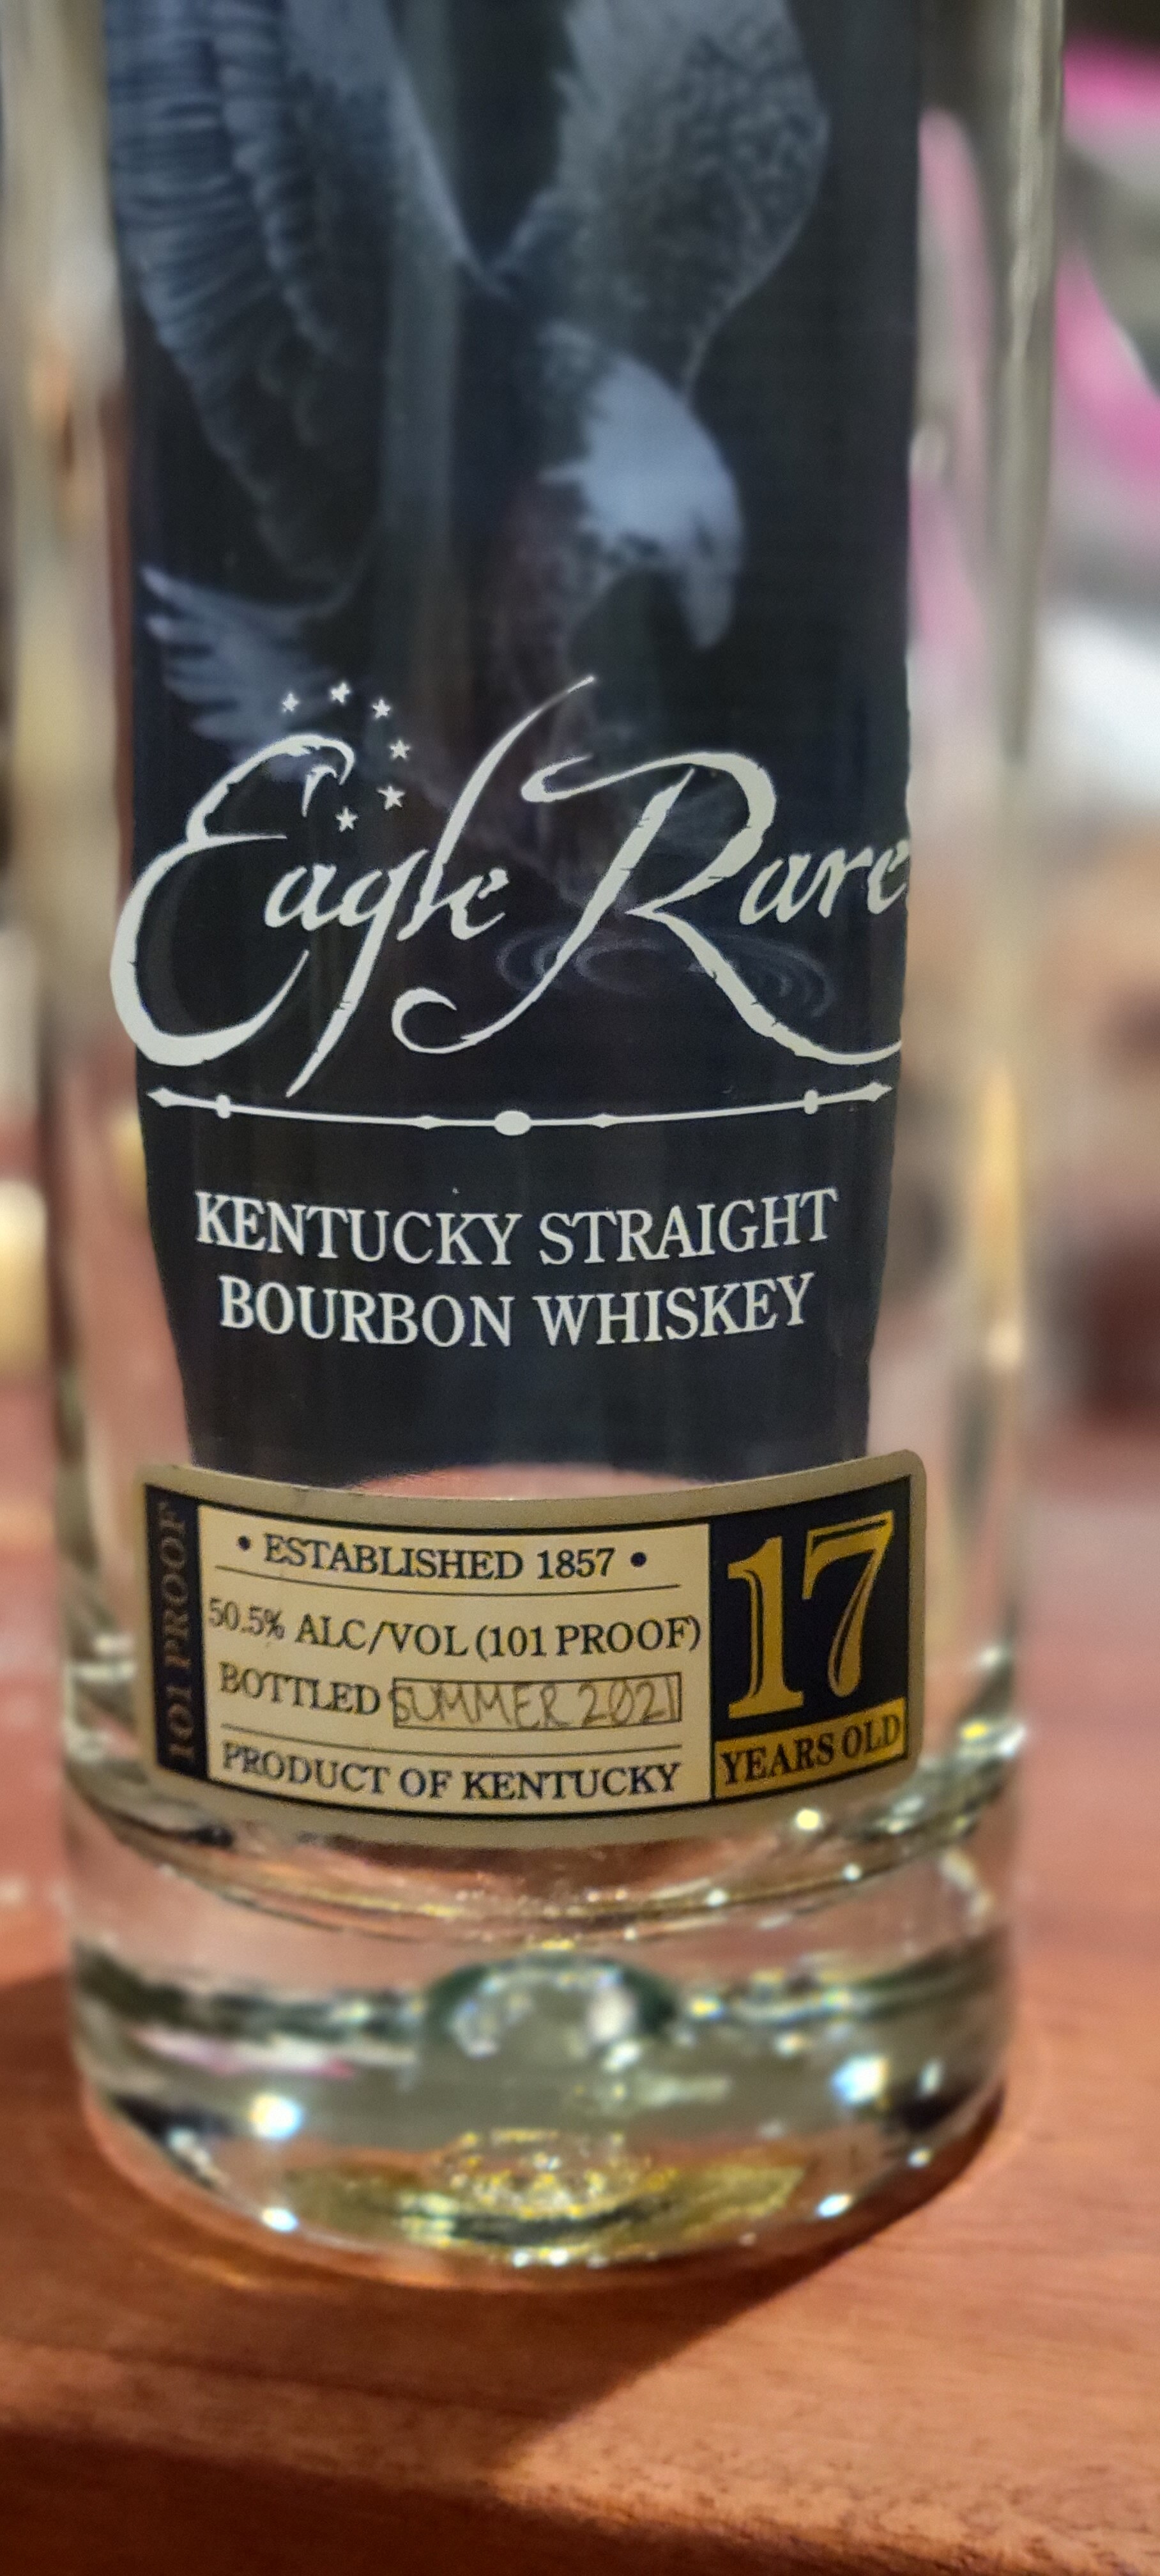 Eagle Rare
KENTUCKY STRAIGHT
BOURBON WHISKEY
101 PROOF
• ESTABLISHED 1857 •
50.5% ALC/VOL (101 PROOF)
BOTTLED SUMMER 2021
PRODUCT OF KENTUCKY
17
YEARS OLD